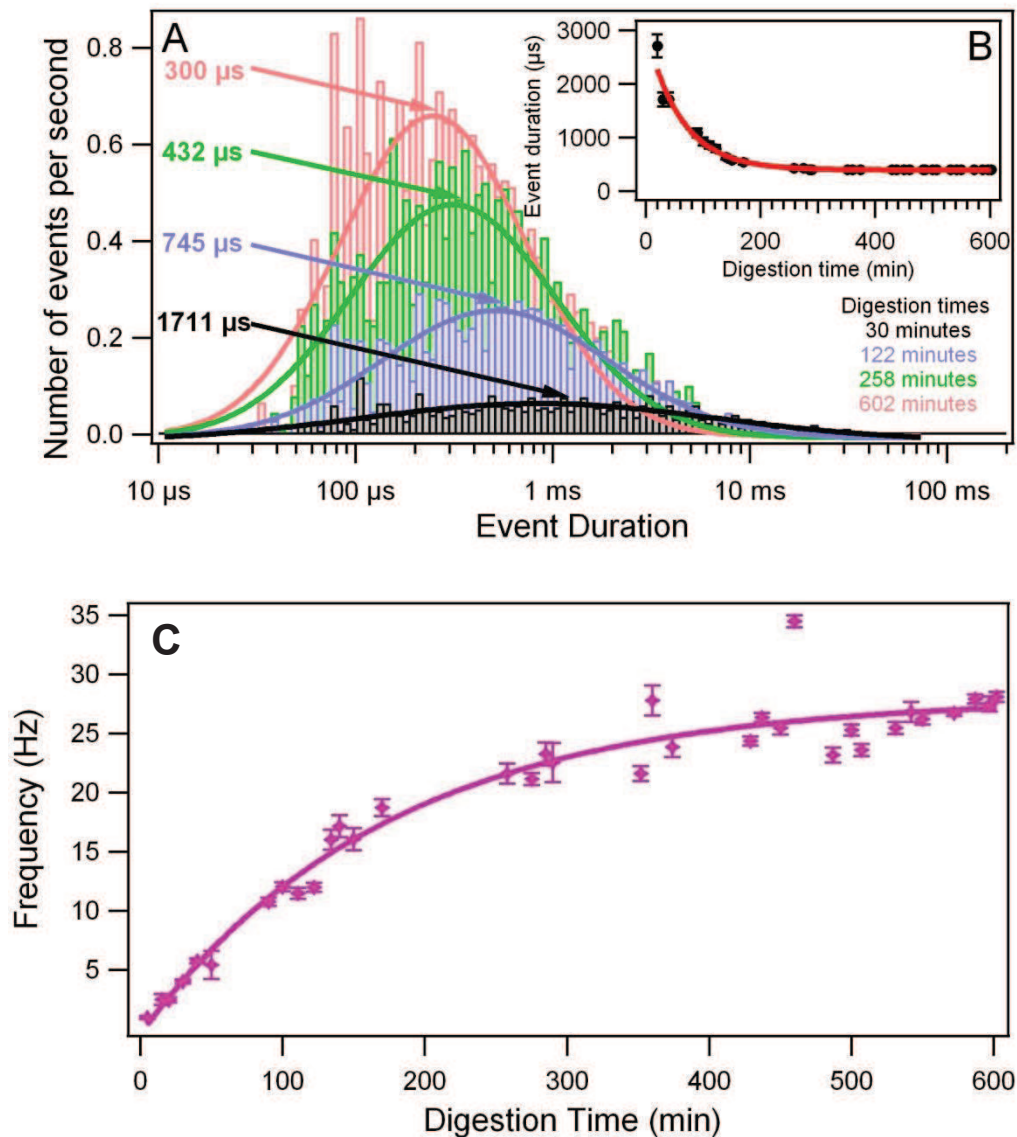 A
B
Number of events per second
0.8
0.6
0.4
0.2
0.0
300 µs
432 µs
745 µs
1711 µs
Event duration (µs)
3000
1000
0
0
200
400
600
Digestion time (min)
Digestion times
30 minutes
122 minutes
258 minutes
602 minutes
10 µs
100 µs
1 ms
10 ms
100 ms
Event Duration
C
Frequency (Hz)
35
30
25
20
15
10
5
0
100
200
300
400
500
600
Digestion Time (min)